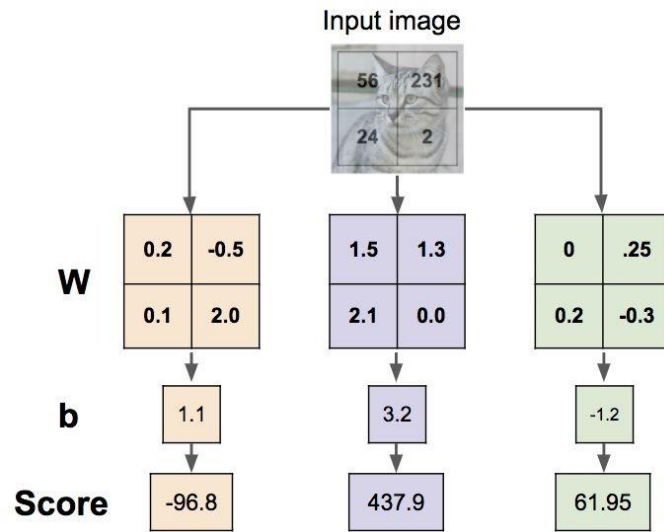 Input image
56 231
24 2
W
0.2 -0.5 1.5 1.3 0 .25
0.1 2.0 2.1 0.0 0.2 -0.3
b 1.1 3.2 -1.2
Score -96.8 437.9 61.95